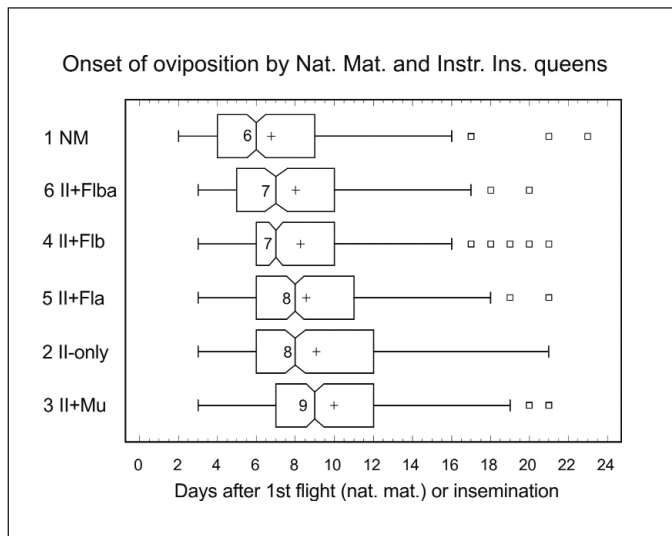 Onset of oviposition by Nat. Mat. and Instr. Ins. queens
1 NM 6
6 II+Flba 7
4 II+Flb 7
5 II+Fla 8
2 II-only 8
3 II+Mu 9
0 2 4 6 8 10 12 14 16 18 20 22 24
Days after 1st flight (nat. mat.) or insemination